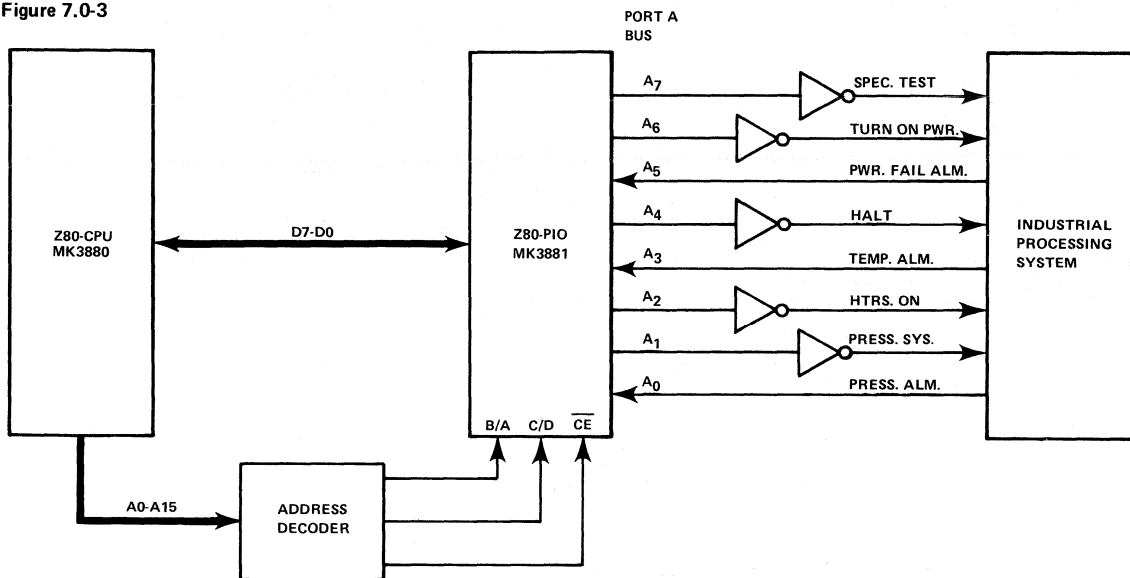 Figure 7.0-3
PORT A
BUS
Z80-CPU
MK3880
D7-D0
Z80-PIO
MK3881
A7
SPEC. TEST
A6
TURN ON PWR.
A5
PWR. FAIL ALM.
A4
HALT
A3
TEMP. ALM.
A2
HTRS. ON
A1
PRESS. SYS.
A0
PRESS. ALM.
INDUSTRIAL
PROCESSING
SYSTEM
B/A C/D CE
A0-A15
ADDRESS
DECODER